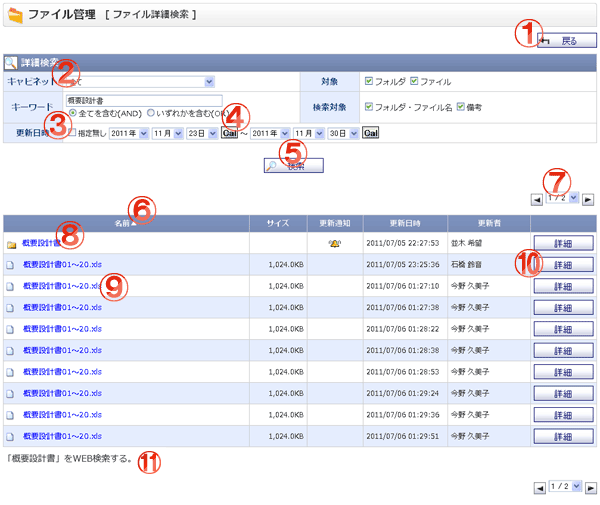 ファイル管理 [ ファイル詳細検索 ]
① 戻る
詳細検索
キャビネット ② 全て 対象 フォルダ ファイル
キーワード 概要設計書 検索対象 フォルダ・ファイル名 備考
全てを含む(AND) いずれかを含む(OR)
更新日時 ③ 指定無し 2011年 11月 23日 Cal ④ ～ 2011年 11月 30日 Cal
⑤ 検索
⑦ 1 / 2
名前▲ ⑥ サイズ 更新通知 更新日時 更新者
概要設計書 ⑧ 2011/07/05 22:27:53 並木 希望 詳細
概要設計書01～20.xls 1,024.0KB 2011/07/05 23:25:36 石橋 鈴音 ⑩ 詳細
概要設計書01～20.xls ⑨ 1,024.0KB 2011/07/06 01:27:10 今野 久美子 詳細
概要設計書01～20.xls 1,024.0KB 2011/07/06 01:27:38 今野 久美子 詳細
概要設計書01～20.xls 1,024.0KB 2011/07/06 01:28:22 今野 久美子 詳細
概要設計書01～20.xls 1,024.0KB 2011/07/06 01:28:38 今野 久美子 詳細
概要設計書01～20.xls 1,024.0KB 2011/07/06 01:28:53 今野 久美子 詳細
概要設計書01～20.xls 1,024.0KB 2011/07/06 01:29:24 今野 久美子 詳細
概要設計書01～20.xls 1,024.0KB 2011/07/06 01:29:36 今野 久美子 詳細
概要設計書01～20.xls 1,024.0KB 2011/07/06 01:29:51 今野 久美子 詳細
「概要設計書」をWEB検索する。 ⑪
1 / 2